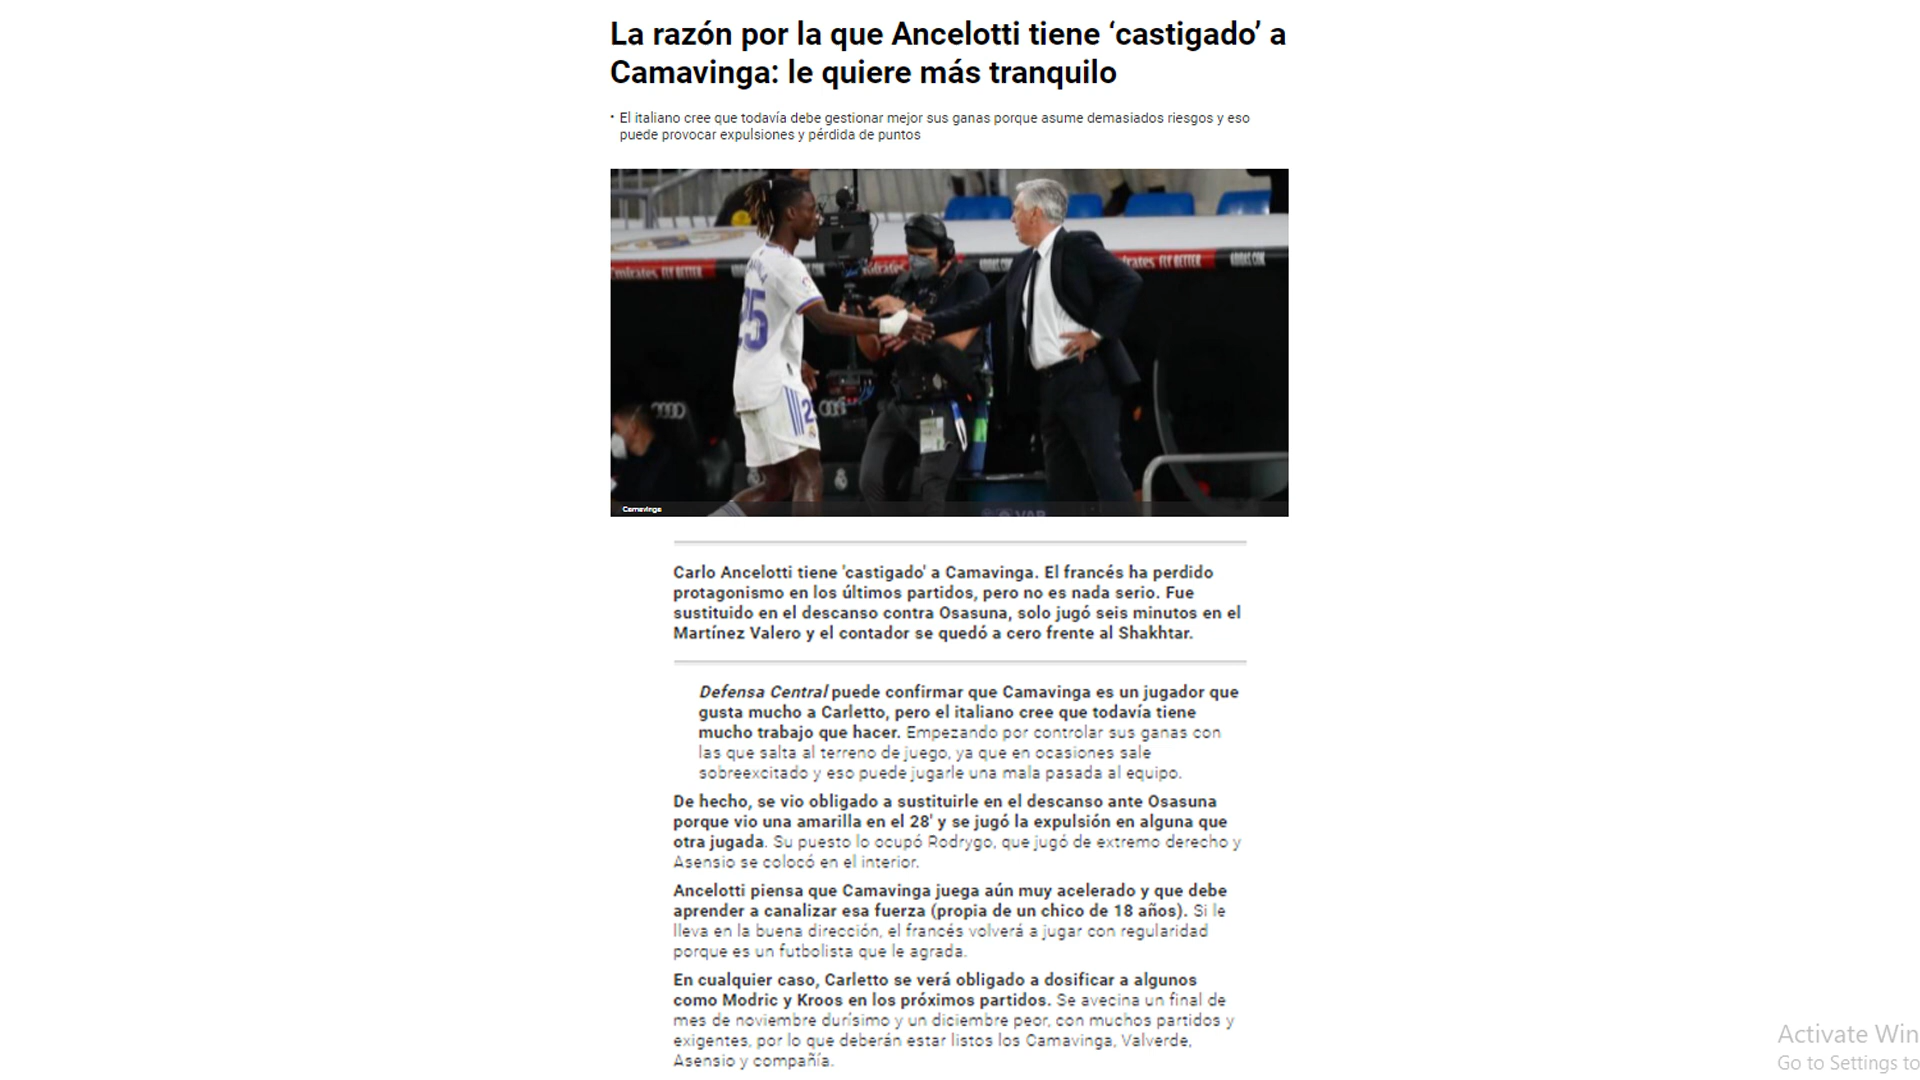 La razón por la que Ancelotti tiene ‘castigado’ a
Camavinga: le quiere más tranquilo
• El italiano cree que todavía debe gestionar mejor sus ganas porque asume demasiados riesgos y eso
puede provocar expulsiones y pérdida de puntos
Emirates FLY BETTER
Emirates
Emirates FLY BETTER
25
2
VAR
Camavinga
Carlo Ancelotti tiene 'castigado' a Camavinga. El francés ha perdido
protagonismo en los últimos partidos, pero no es nada serio. Fue
sustituido en el descanso contra Osasuna, solo jugó seis minutos en el
Martínez Valero y el contador se quedó a cero frente al Shakhtar.
Defensa Central puede confirmar que Camavinga es un jugador que
gusta mucho a Carletto, pero el italiano cree que todavía tiene
mucho trabajo que hacer. Empezando por controlar sus ganas con
las que salta al terreno de juego, ya que en ocasiones sale
sobreexcitado y eso puede jugarle una mala pasada al equipo.
De hecho, se vio obligado a sustituirle en el descanso ante Osasuna
porque vio una amarilla en el 28' y se jugó la expulsión en alguna que
otra jugada. Su puesto lo ocupó Rodrygo, que jugó de extremo derecho y
Asensio se colocó en el interior.
Ancelotti piensa que Camavinga juega aún muy acelerado y que debe
aprender a canalizar esa fuerza (propia de un chico de 18 años). Si le
lleva en la buena dirección, el francés volverá a jugar con regularidad
porque es un futbolista que le agrada.
En cualquier caso, Carletto se verá obligado a dosificar a algunos
como Modric y Kroos en los próximos partidos. Se avecina un final de
mes de noviembre durísimo y un diciembre peor, con muchos partidos y
exigentes, por lo que deberán estar listos los Camavinga, Valverde,
Asensio y compañía.
Activate Win
Go to Settings to